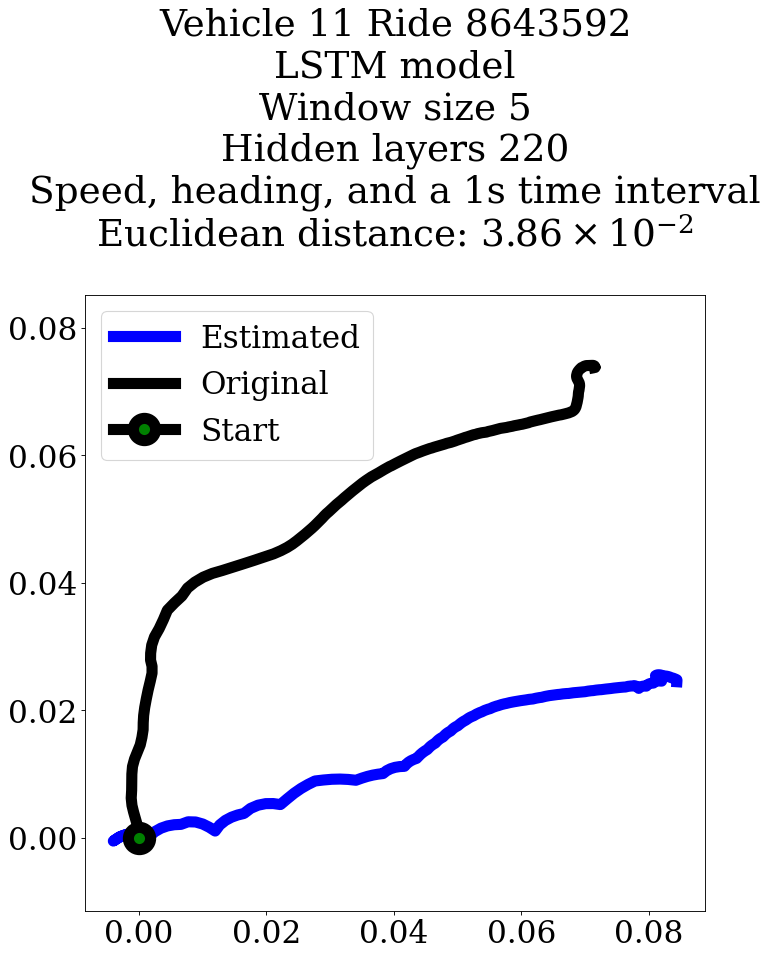 Vehicle 11 Ride 8643592
LSTM model
Window size 5
Hidden layers 220
Speed, heading, and a 1s time interval
Euclidean distance: 3.86 × 10⁻²
Estimated
Original
Start
0.08
0.06
0.04
0.02
0.00
0.00 0.02 0.04 0.06 0.08